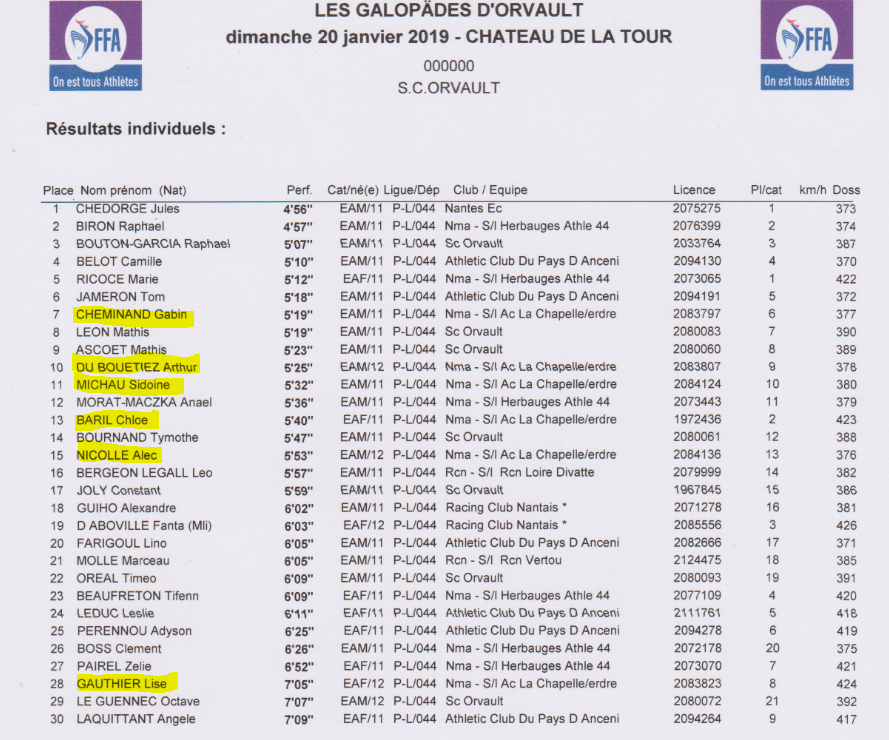 LES GALOPÄDES D'ORVAULT
dimanche 20 janvier 2019 - CHATEAU DE LA TOUR
000000
S.C.ORVAULT
FFA
On est tous Athlètes
FFA
On est tous Athlètes
Résultats individuels :
Place Nom prénom (Nat) Perf. Cat/né(e) Ligue/Dép Club / Equipe Licence Pl/cat km/h Doss
1 CHEDORGE Jules 4'56" EAM/11 P-L/044 Nantes Ec 2075275 1 373
2 BIRON Raphael 4'57" EAM/11 P-L/044 Nma - S/l Herbauges Athle 44 2076399 2 374
3 BOUTON-GARCIA Raphael 5'07" EAM/11 P-L/044 Sc Orvault 2033764 3 387
4 BELOT Camille 5'10" EAM/11 P-L/044 Athletic Club Du Pays D Anceni 2094130 4 370
5 RICOCE Marie 5'12" EAF/11 P-L/044 Nma - S/l Herbauges Athle 44 2073065 1 422
6 JAMERON Tom 5'18" EAM/11 P-L/044 Athletic Club Du Pays D Anceni 2094191 5 372
7 CHEMINAND Gabin 5'19" EAM/11 P-L/044 Nma - S/l Ac La Chapelle/erdre 2083797 6 377
8 LEON Mathis 5'19" EAM/11 P-L/044 Sc Orvault 2080083 7 390
9 ASCOET Mathis 5'23" EAM/11 P-L/044 Sc Orvault 2080060 8 389
10 DU BOUETIEZ Arthur 5'25" EAM/12 P-L/044 Nma - S/l Ac La Chapelle/erdre 2083807 9 378
11 MICHAU Sidoine 5'32" EAM/11 P-L/044 Nma - S/l Ac La Chapelle/erdre 2084124 10 380
12 MORAT-MACZKA Anael 5'36" EAM/11 P-L/044 Nma - S/l Herbauges Athle 44 2073443 11 379
13 BARIL Chloe 5'40" EAF/11 P-L/044 Nma - S/l Ac La Chapelle/erdre 1972436 2 423
14 BOURNAND Tymothe 5'47" EAM/11 P-L/044 Sc Orvault 2080061 12 388
15 NICOLLE Alec 5'53" EAM/12 P-L/044 Nma - S/l Ac La Chapelle/erdre 2084136 13 376
16 BERGEON LEGALL Leo 5'57" EAM/11 P-L/044 Rcn - S/l Rcn Loire Divatte 2079999 14 382
17 JOLY Constant 5'59" EAM/11 P-L/044 Sc Orvault 1967845 15 386
18 GUIHO Alexandre 6'02" EAM/11 P-L/044 Racing Club Nantais * 2071278 16 381
19 D ABOVILLE Fanta (Mli) 6'03" EAF/12 P-L/044 Racing Club Nantais * 2085556 3 426
20 FARIGOUL Lino 6'05" EAM/11 P-L/044 Athletic Club Du Pays D Anceni 2082666 17 371
21 MOLLE Marceau 6'05" EAM/11 P-L/044 Rcn - S/l Rcn Vertou 2124475 18 385
22 OREAL Timeo 6'09" EAM/11 P-L/044 Sc Orvault 2080093 19 391
23 BEAUFRETON Tifenn 6'09" EAF/11 P-L/044 Nma - S/l Herbauges Athle 44 2077109 4 420
24 LEDUC Leslie 6'11" EAF/11 P-L/044 Athletic Club Du Pays D Anceni 2111761 5 418
25 PERENNOU Adyson 6'25" EAF/11 P-L/044 Athletic Club Du Pays D Anceni 2094278 6 419
26 BOSS Clement 6'26" EAM/11 P-L/044 Nma - S/l Herbauges Athle 44 2072178 20 375
27 PAIREL Zelie 6'52" EAF/11 P-L/044 Nma - S/l Herbauges Athle 44 2073070 7 421
28 GAUTHIER Lise 7'05" EAF/12 P-L/044 Nma - S/l Ac La Chapelle/erdre 2083823 8 424
29 LE GUENNEC Octave 7'07" EAM/12 P-L/044 Sc Orvault 2080072 21 392
30 LAQUITTANT Angele 7'09" EAF/11 P-L/044 Athletic Club Du Pays D Anceni 2094264 9 417